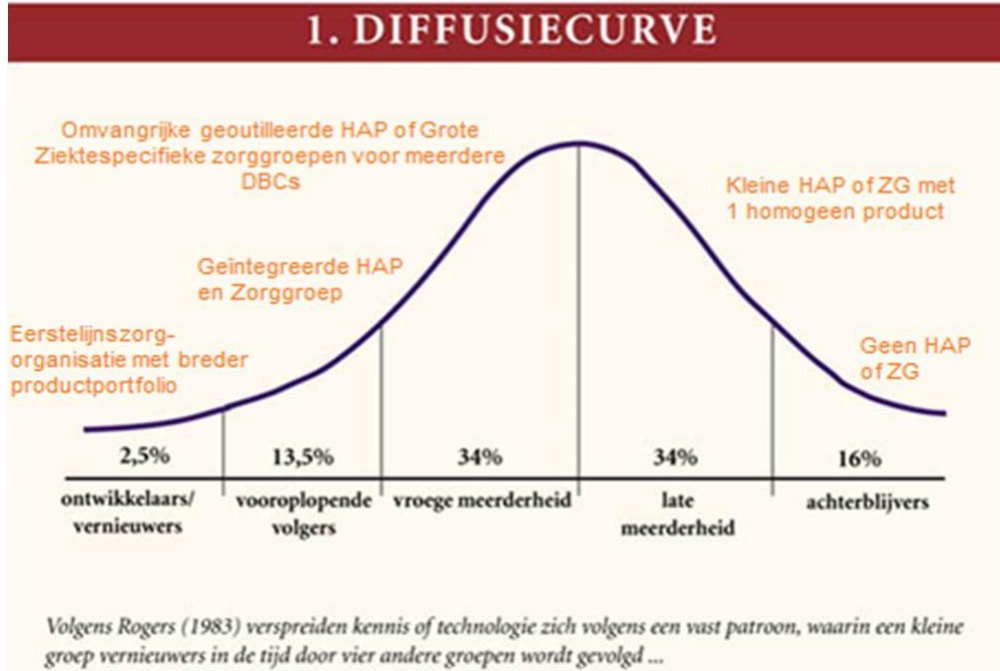 1. DIFFUSIECURVE
Omvangrijke geoutilleerde HAP of Grote
Ziektespecifieke zorggroepen voor meerdere
DBCs
Kleine HAP of ZG met
1 homogeen product
Geïntegreerde HAP
en Zorggroep
Eerstelijnszorg-
organisatie met breder
productportfolio
Geen HAP
of ZG
2,5%
13,5%
34%
34%
16%
ontwikkelaars/
vernieuwers
vooroplopende
volgers
vroege meerderheid
late
meerderheid
achterblijvers
Volgens Rogers (1983) verspreiden kennis of technologie zich volgens een vast patroon, waarin een kleine
groep vernieuwers in de tijd door vier andere groepen wordt gevolgd ...